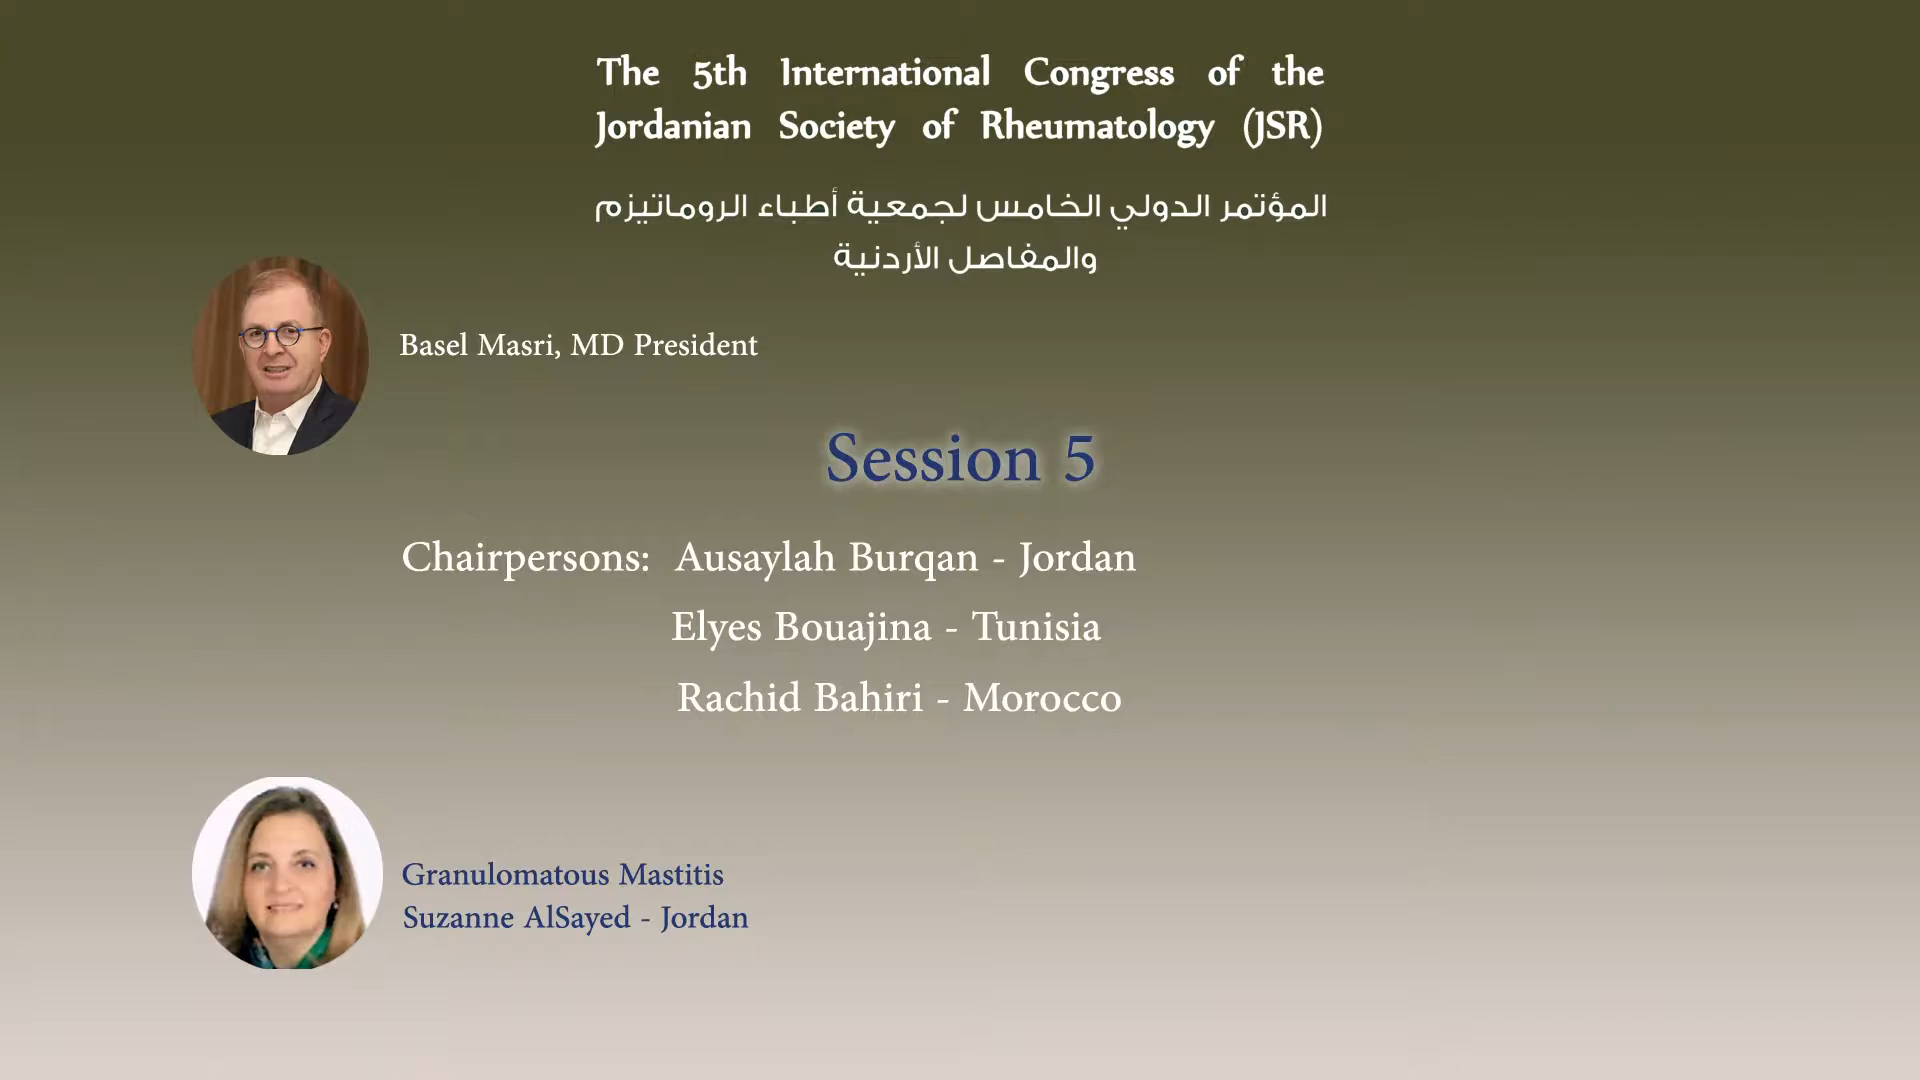 The 5th International Congress of the
Jordanian Society of Rheumatology (JSR)
المؤتمر الدولي الخامس لجمعية أطباء الروماتيزم
والمفاصل الأردنية
Basel Masri, MD President
Session 5
Chairpersons: Ausaylah Burqan - Jordan
Elyes Bouajina - Tunisia
Rachid Bahiri - Morocco
Granulomatous Mastitis
Suzanne AlSayed - Jordan